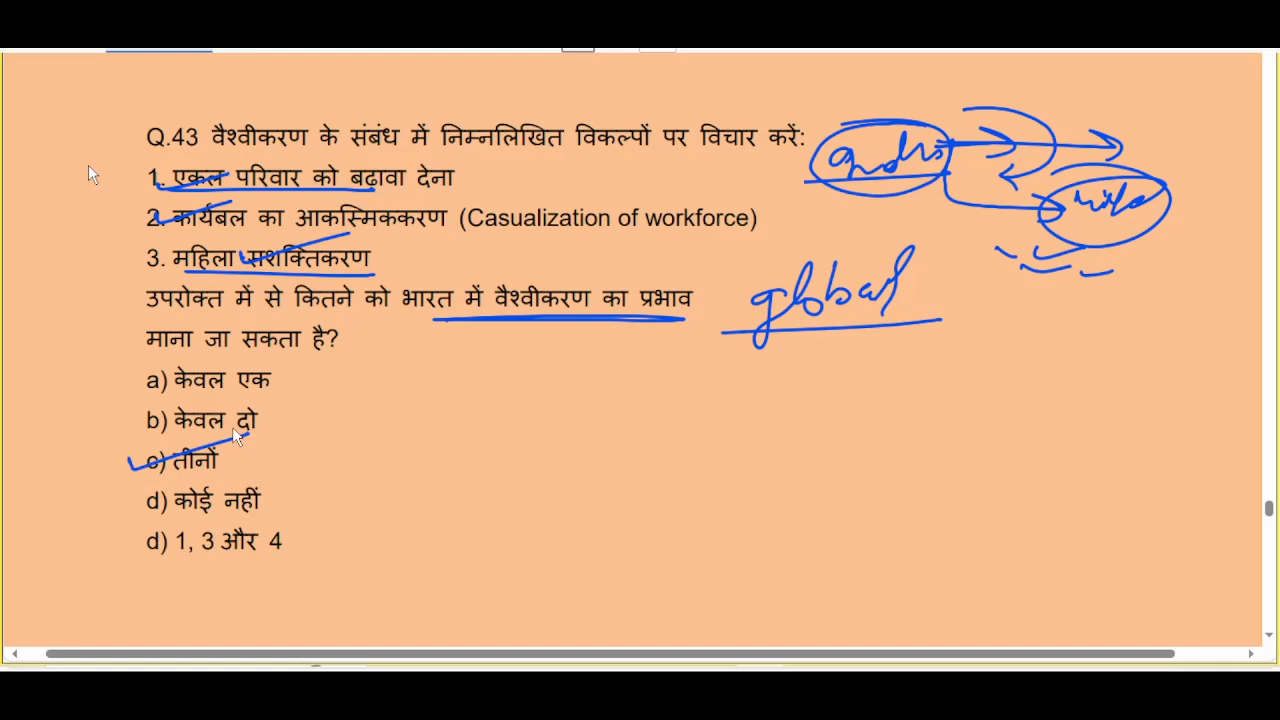 Q.43 वैश्वीकरण के संबंध में निम्नलिखित विकल्पों पर विचार करें:
1. एकल परिवार को बढ़ावा देना
2. कार्यबल का आकस्मिककरण (Casualization of workforce)
3. महिला सशक्तिकरण
उपरोक्त में से कितने को भारत में वैश्वीकरण का प्रभाव
माना जा सकता है?
a) केवल एक
b) केवल दो
c) तीनों
d) कोई नहीं
d) 1, 3 और 4
global